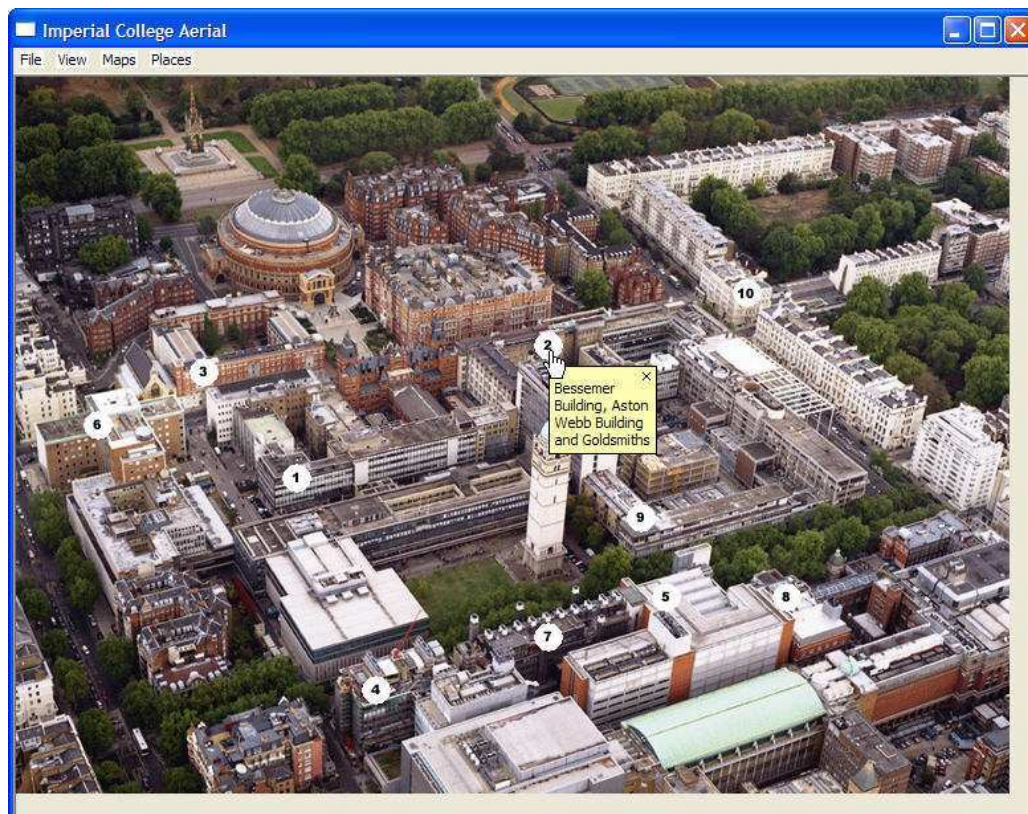 Imperial College Aerial
File View Maps Places
10
2
3
Bessemer
Building, Aston
Webb Building
and Goldsmiths
6
1
9
5
8
7
4